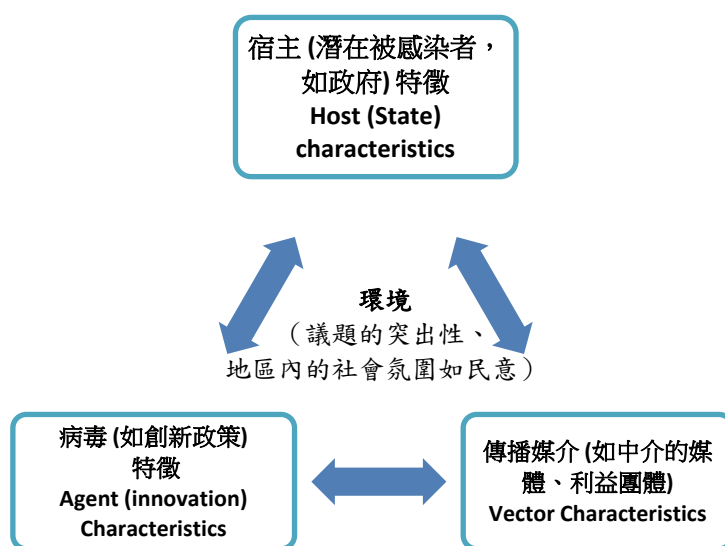 宿主 (潛在被感染者，
如政府) 特徵
Host (State)
characteristics
環境
（議題的突出性、
地區內的社會氛圍如民意）
病毒 (如創新政策)
特徵
Agent (innovation)
Characteristics
傳播媒介 (如中介的媒
體、利益團體)
Vector Characteristics